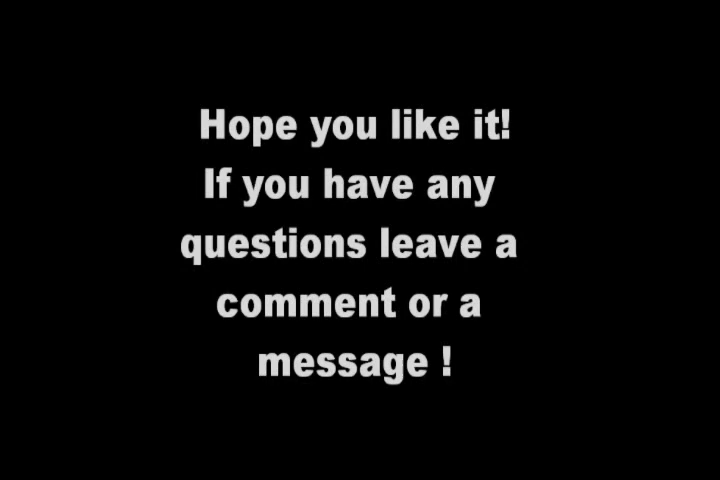 Hope you like it!
If you have any
questions leave a
comment or a
message !